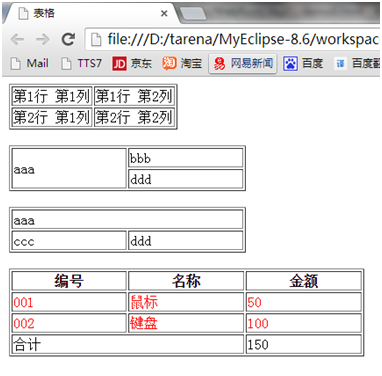 表格
file:///D:/tarena/MyEclipse-8.6/workspac
Mail TTS7 JD 京东 淘 淘宝 网易新闻 百度 译 百度
第1行 第1列 第1行 第2列
第2行 第1列 第2行 第2列
aaa bbb
ddd
aaa
ccc ddd
编号 名称 金额
001 鼠标 50
002 键盘 100
合计 150